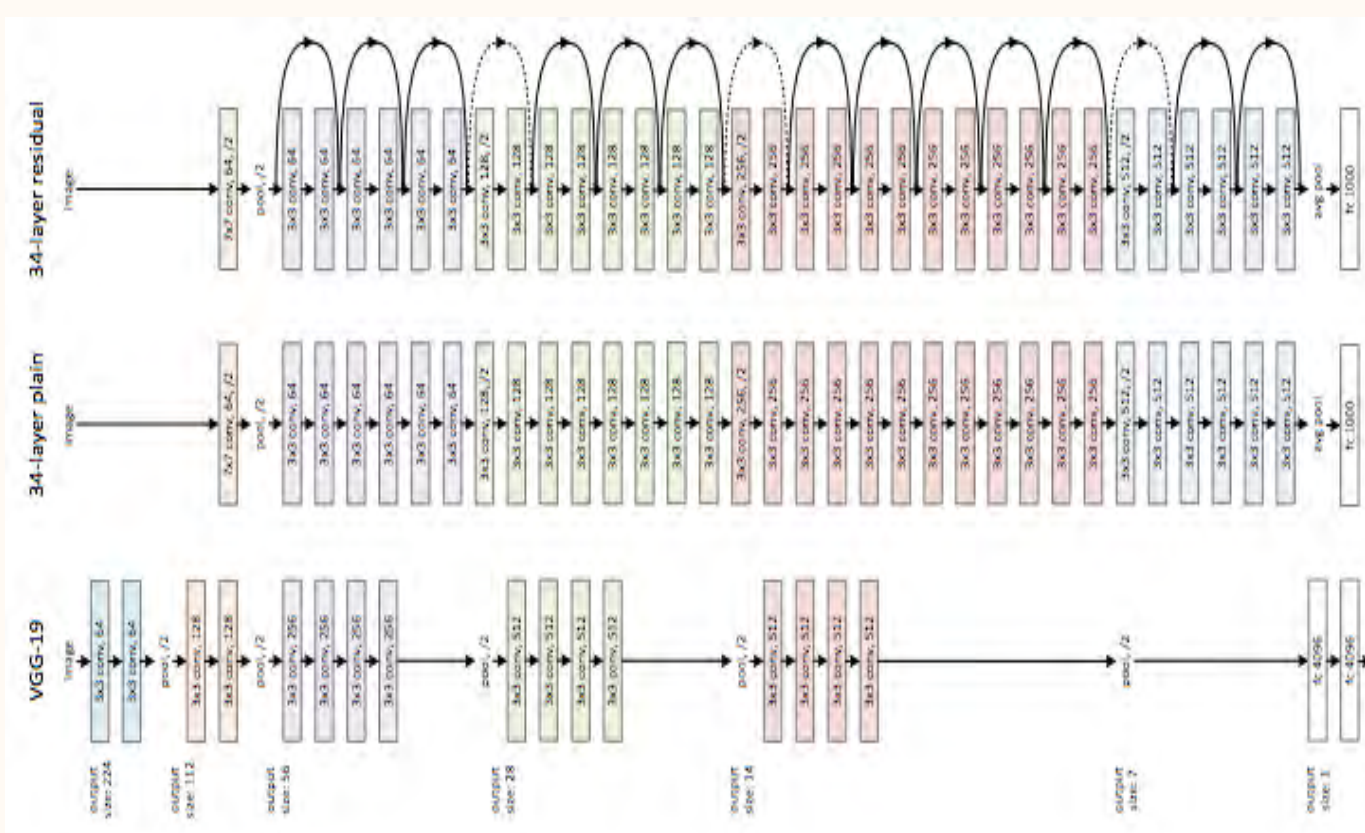 output
size: 224
output
size: 112
output
size: 56
output
size: 28
output
size: 14
output
size: 7
output
size: 1
VGG-19
image
3x3 conv, 64
3x3 conv, 64
pool, /2
3x3 conv, 128
3x3 conv, 128
pool, /2
3x3 conv, 256
3x3 conv, 256
3x3 conv, 256
3x3 conv, 256
pool, /2
3x3 conv, 512
3x3 conv, 512
3x3 conv, 512
3x3 conv, 512
pool, /2
3x3 conv, 512
3x3 conv, 512
3x3 conv, 512
3x3 conv, 512
pool, /2
fc 4096
fc 4096
34-layer plain
image
7x7 conv, 64, /2
pool, /2
3x3 conv, 64
3x3 conv, 64
3x3 conv, 64
3x3 conv, 64
3x3 conv, 64
3x3 conv, 64
3x3 conv, 128, /2
3x3 conv, 128
3x3 conv, 128
3x3 conv, 128
3x3 conv, 128
3x3 conv, 128
3x3 conv, 128
3x3 conv, 128
3x3 conv, 256, /2
3x3 conv, 256
3x3 conv, 256
3x3 conv, 256
3x3 conv, 256
3x3 conv, 256
3x3 conv, 256
3x3 conv, 256
3x3 conv, 256
3x3 conv, 256
3x3 conv, 256
3x3 conv, 256
3x3 conv, 512, /2
3x3 conv, 512
3x3 conv, 512
3x3 conv, 512
3x3 conv, 512
3x3 conv, 512
avg pool
fc 1000
34-layer residual
image
7x7 conv, 64, /2
pool, /2
3x3 conv, 64
3x3 conv, 64
3x3 conv, 64
3x3 conv, 64
3x3 conv, 64
3x3 conv, 64
3x3 conv, 128, /2
3x3 conv, 128
3x3 conv, 128
3x3 conv, 128
3x3 conv, 128
3x3 conv, 128
3x3 conv, 128
3x3 conv, 128
3x3 conv, 256, /2
3x3 conv, 256
3x3 conv, 256
3x3 conv, 256
3x3 conv, 256
3x3 conv, 256
3x3 conv, 256
3x3 conv, 256
3x3 conv, 256
3x3 conv, 256
3x3 conv, 256
3x3 conv, 256
3x3 conv, 512, /2
3x3 conv, 512
3x3 conv, 512
3x3 conv, 512
3x3 conv, 512
3x3 conv, 512
avg pool
fc 1000